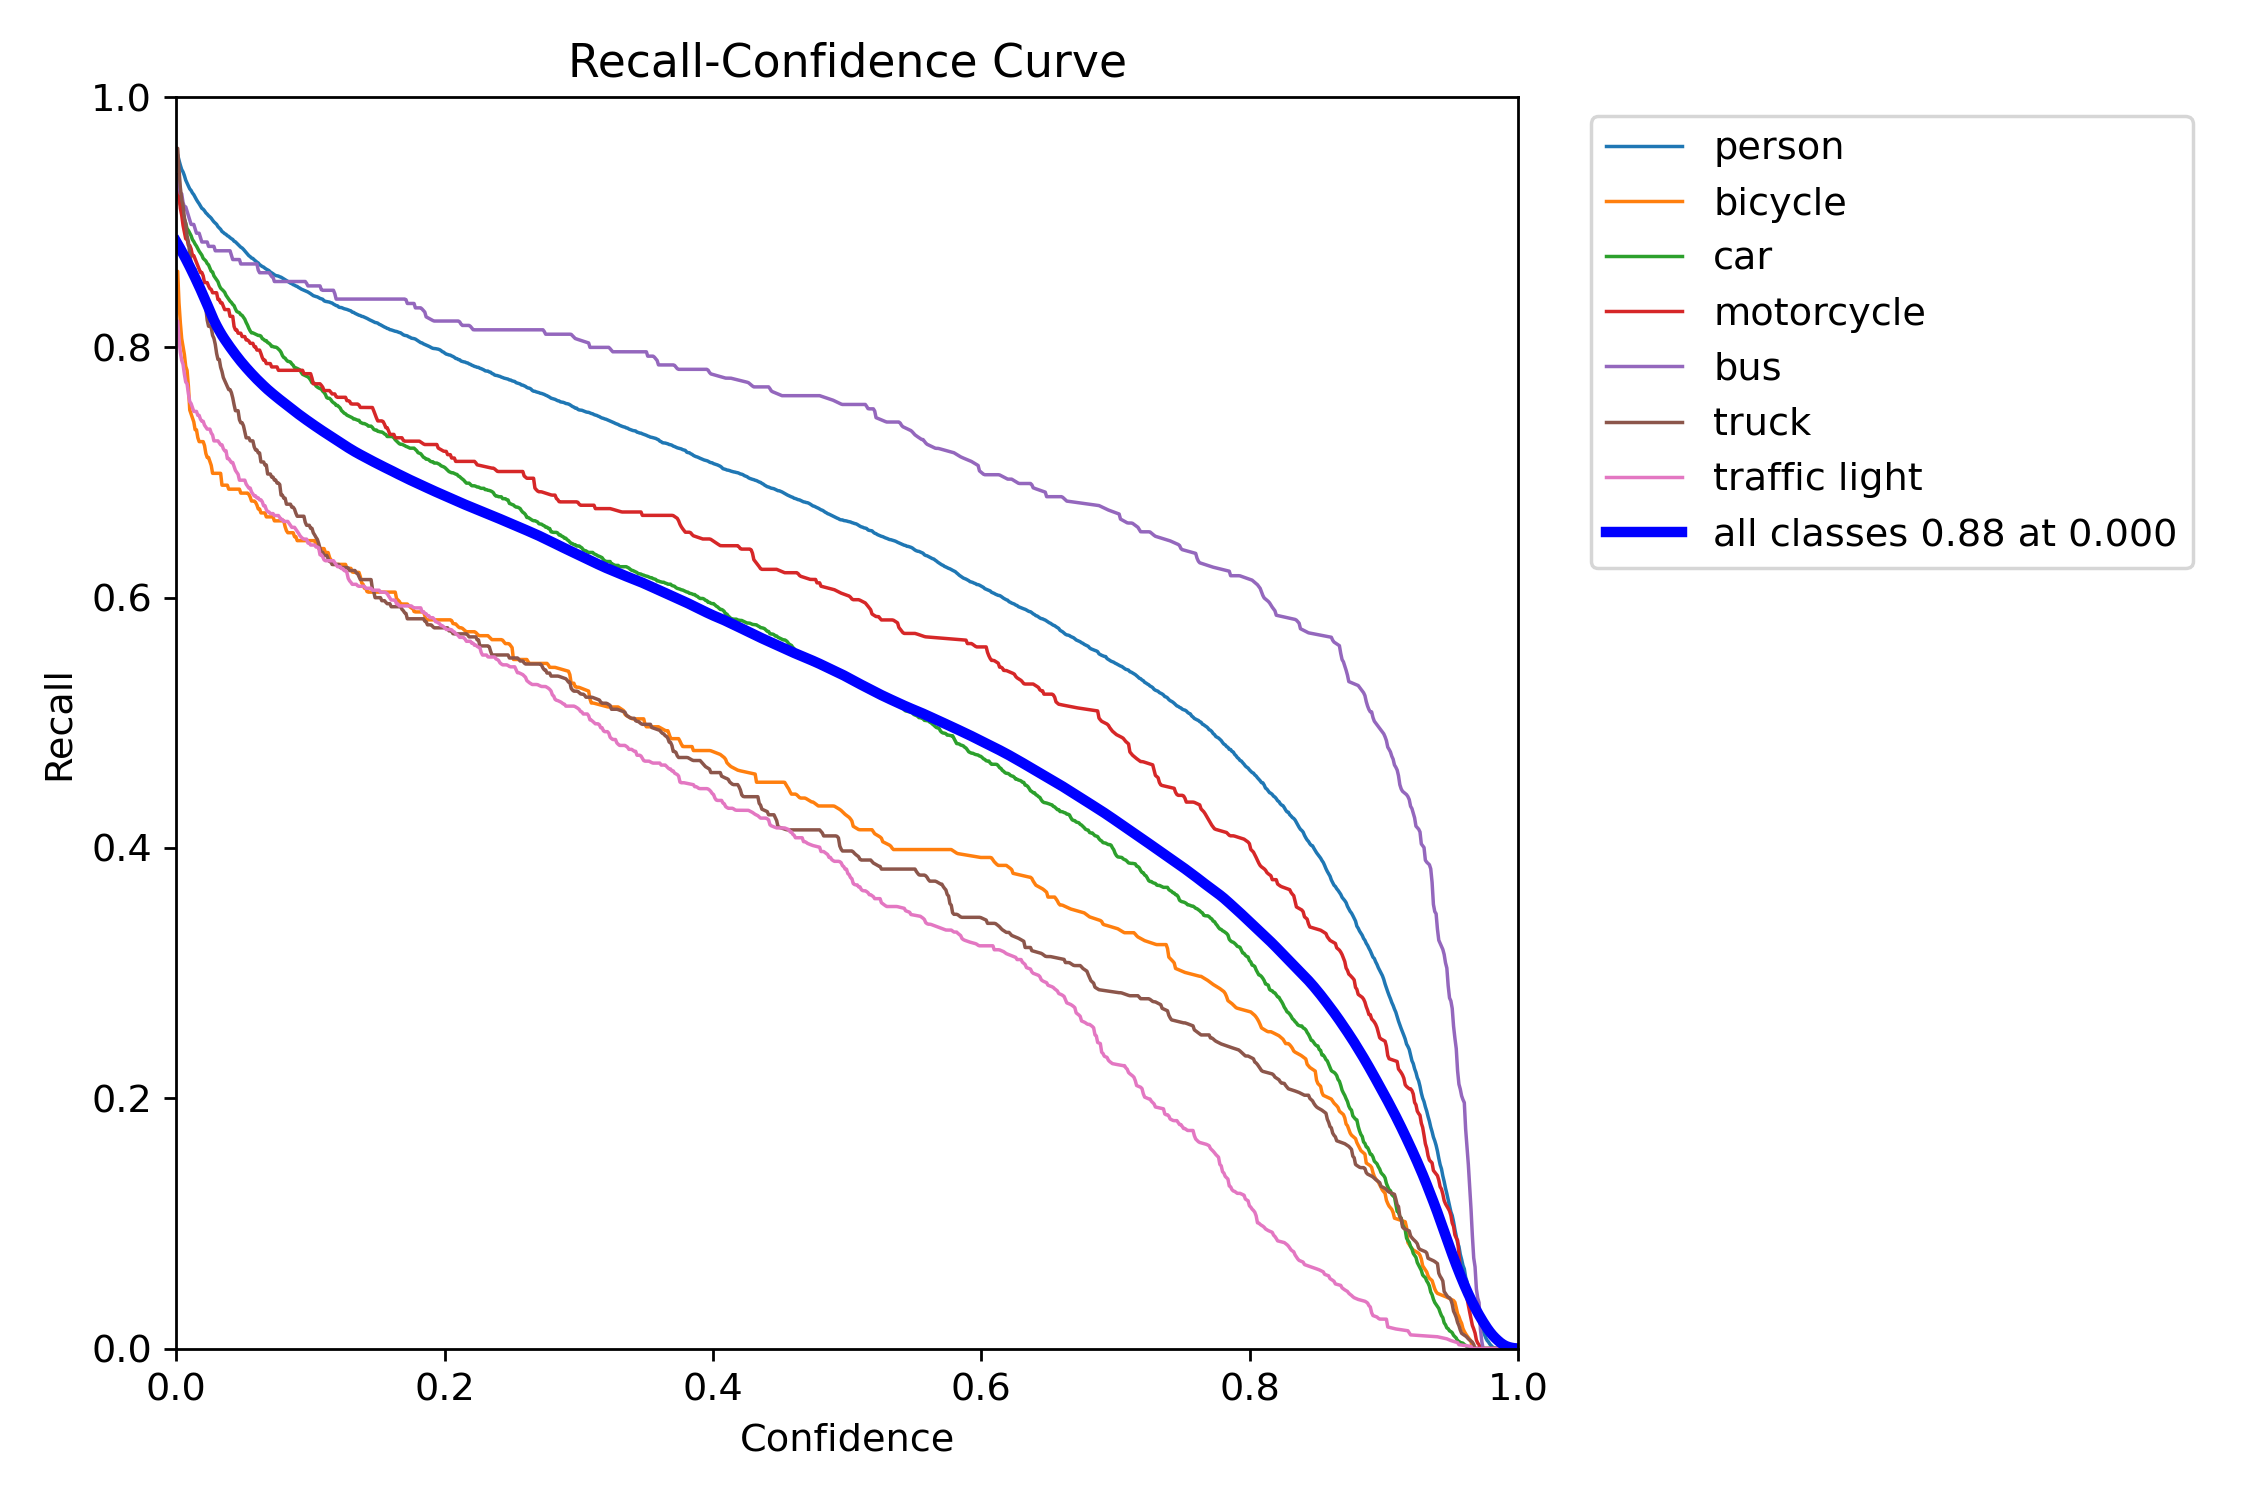 Recall-Confidence Curve
1.0
0.8
0.6
0.4
0.2
0.0
Recall
0.0 0.2 0.4 0.6 0.8 1.0
Confidence
person
bicycle
car
motorcycle
bus
truck
traffic light
all classes 0.88 at 0.000